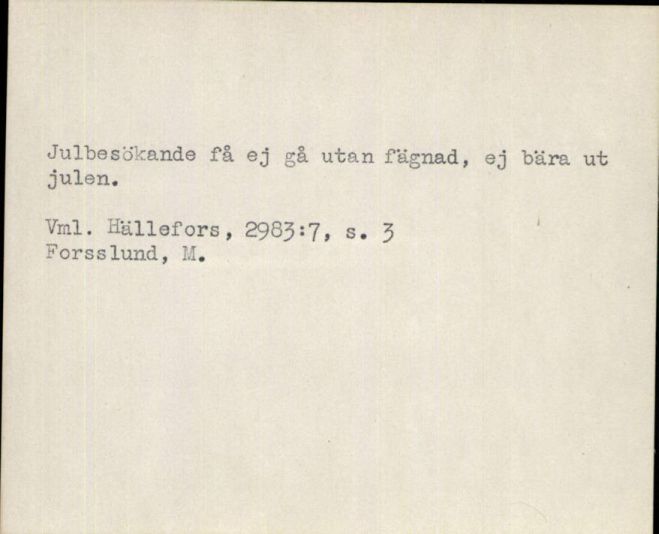 Julbesökande få ej gå utan fägnad, ej bära ut
julen.
Vml. Hällefors, 2983:7, s. 3
Forsslund, M.